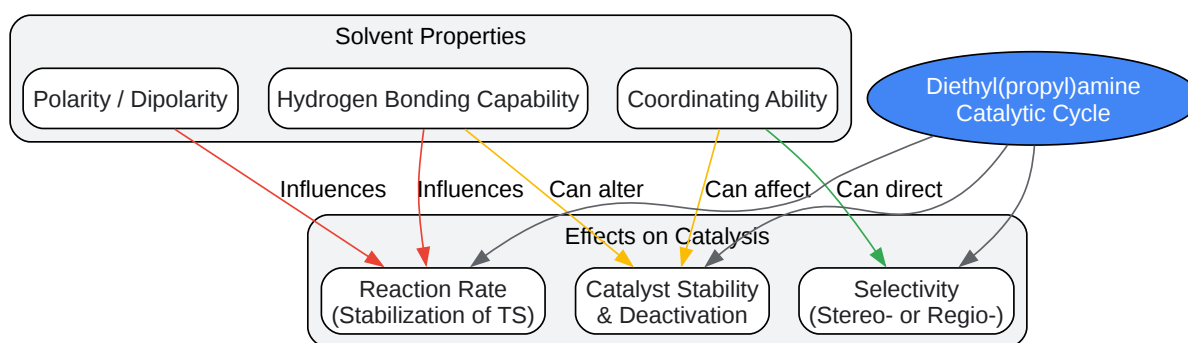 Solvent Properties
Polarity / Dipolarity
Hydrogen Bonding Capability
Coordinating Ability
Diethyl(propyl)amine
Catalytic Cycle
Influences
Influences
Can alter
Can affect
Can direct
Effects on Catalysis
Reaction Rate
(Stabilization of TS)
Catalyst Stability
& Deactivation
Selectivity
(Stereo- or Regio-)